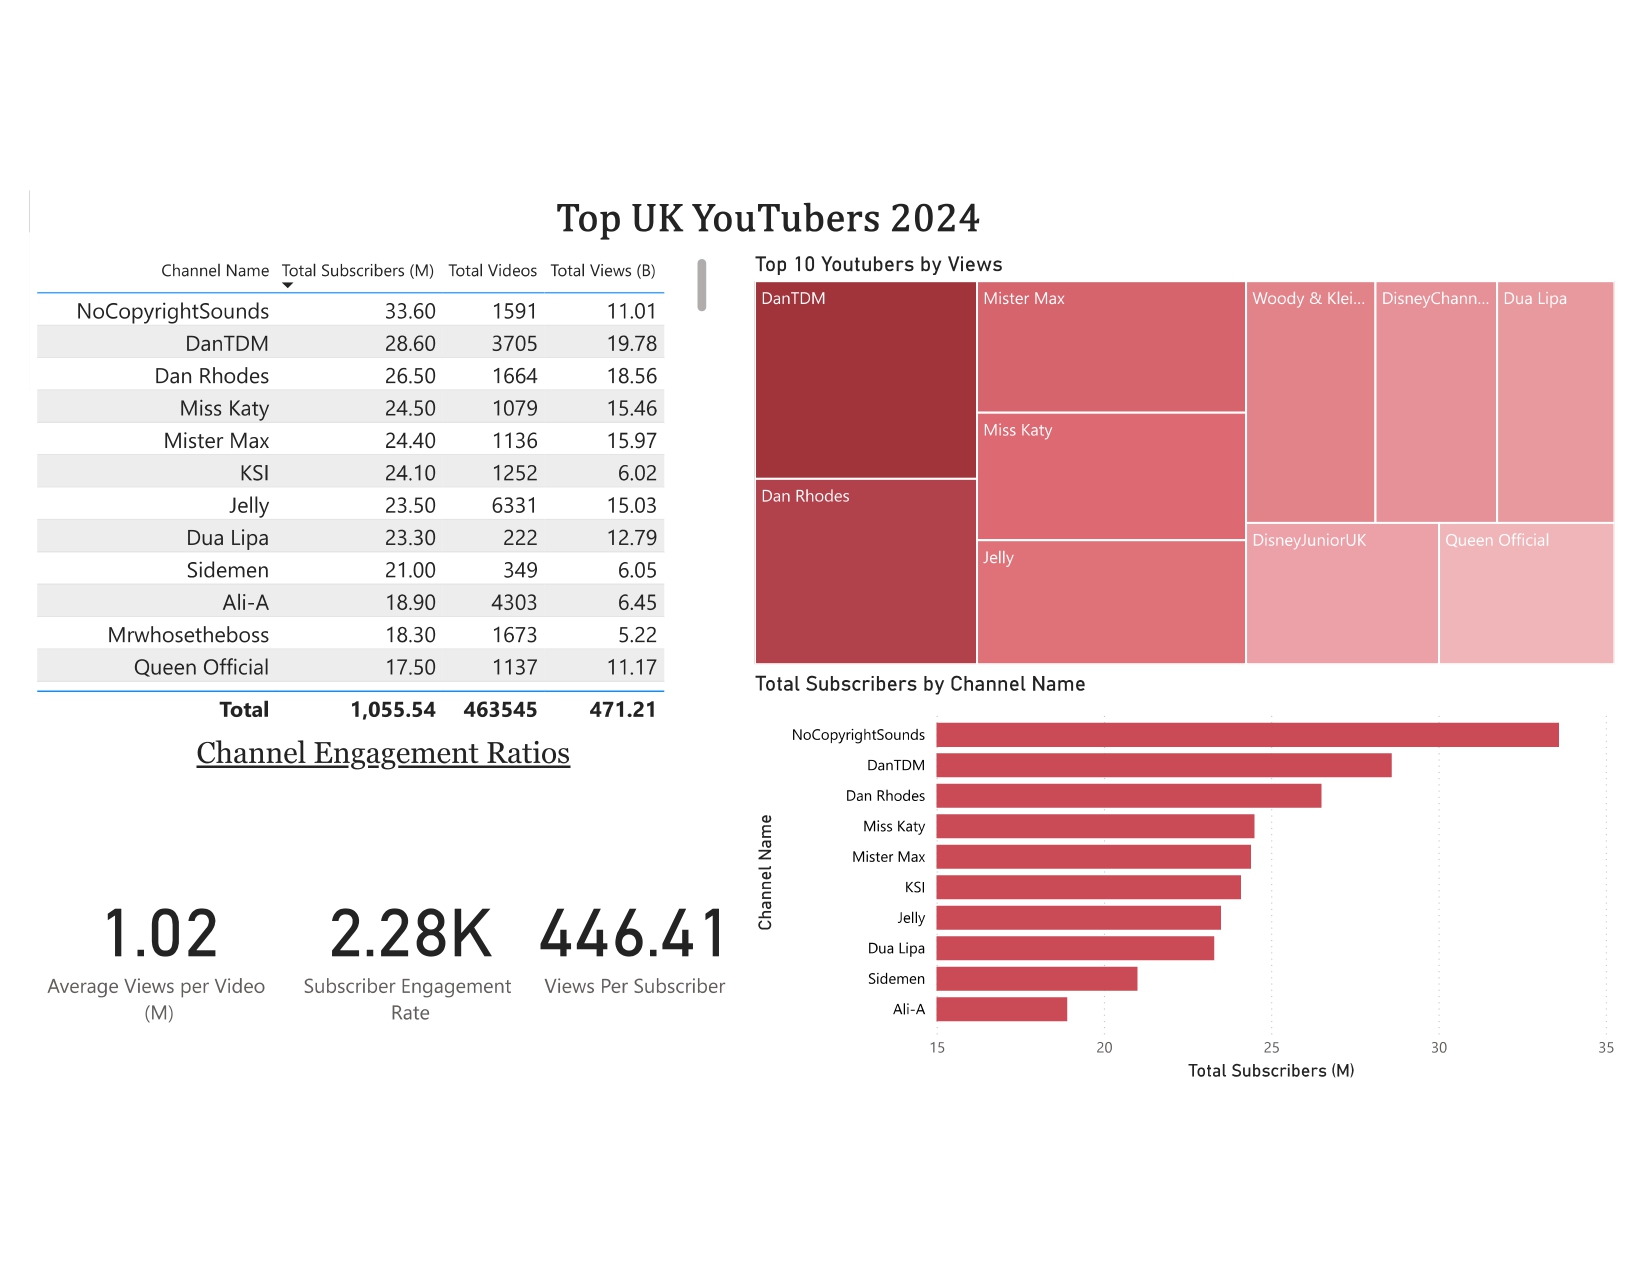 Top UK YouTubers 2024
Channel Name Total Subscribers (M) Total Videos Total Views (B)
NoCopyrightSounds 33.60 1591 11.01
DanTDM 28.60 3705 19.78
Dan Rhodes 26.50 1664 18.56
Miss Katy 24.50 1079 15.46
Mister Max 24.40 1136 15.97
KSI 24.10 1252 6.02
Jelly 23.50 6331 15.03
Dua Lipa 23.30 222 12.79
Sidemen 21.00 349 6.05
Ali-A 18.90 4303 6.45
Mrwhosetheboss 18.30 1673 5.22
Queen Official 17.50 1137 11.17
Total 1,055.54 463545 471.21
Channel Engagement Ratios
1.02
Average Views per Video
(M)
2.28K
Subscriber Engagement
Rate
446.41
Views Per Subscriber
Top 10 Youtubers by Views
DanTDM
Dan Rhodes
Mister Max
Miss Katy
Jelly
Woody & Klei...
DisneyChann...
Dua Lipa
DisneyJuniorUK
Queen Official
Total Subscribers by Channel Name
Channel Name
NoCopyrightSounds
DanTDM
Dan Rhodes
Miss Katy
Mister Max
KSI
Jelly
Dua Lipa
Sidemen
Ali-A
15 20 25 30 35
Total Subscribers (M)